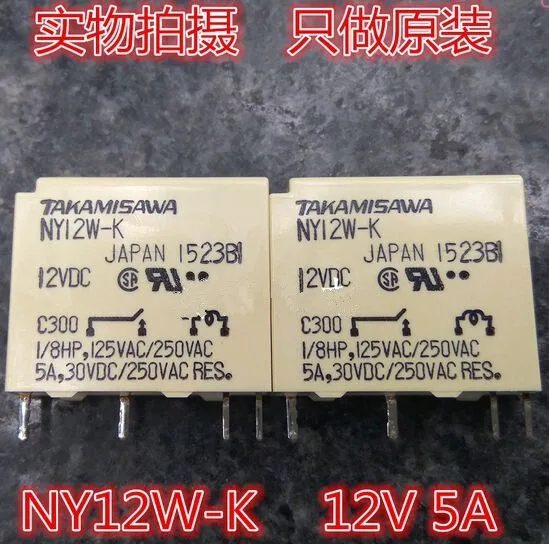 实物拍摄 只做原装
TAKAMISAWA
NY12W-K
JAPAN 1523B1
12VDC
C300
1/8HP,125VAC/250VAC
5A,30VDC/250VAC RES.
TAKAMISAWA
NY12W-K
JAPAN 1523B1
12VDC
C300
1/8HP,125VAC/250VAC
5A,30VDC/250VAC RES.
NY12W-K 12V 5A